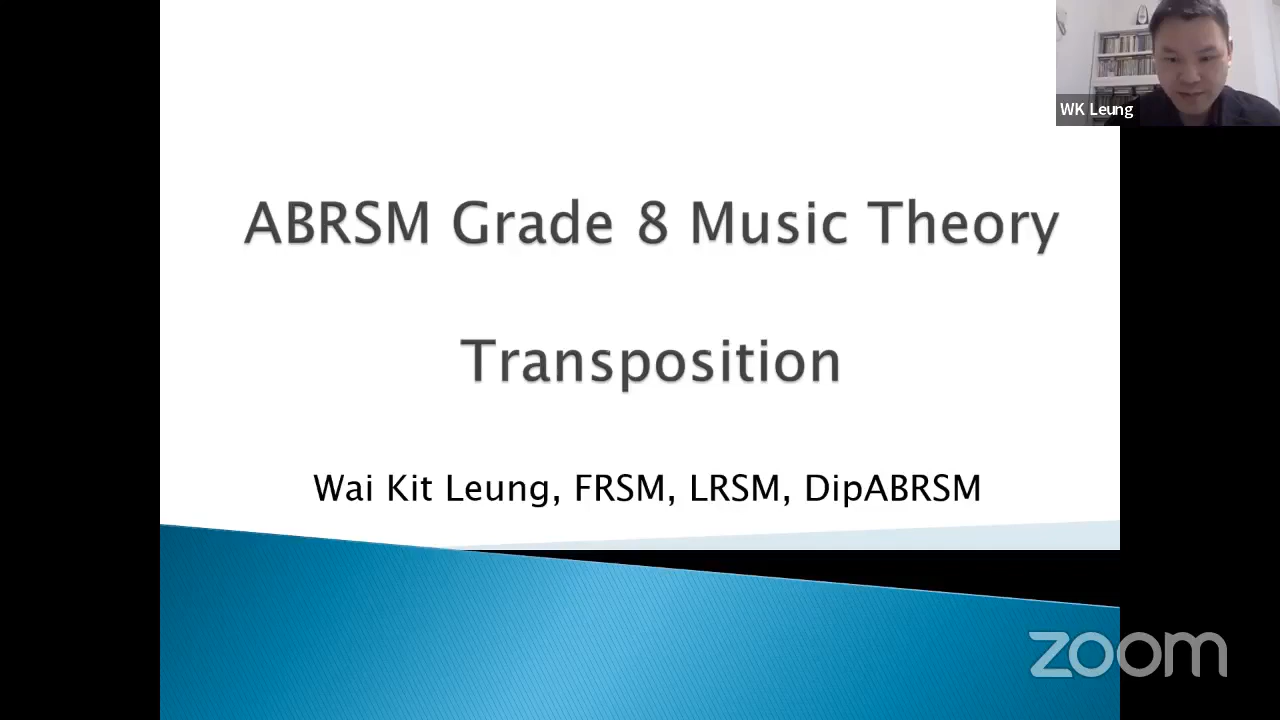 WK Leung
ABRSM Grade 8 Music Theory
Transposition
Wai Kit Leung, FRSM, LRSM, DipABRSM
zoom